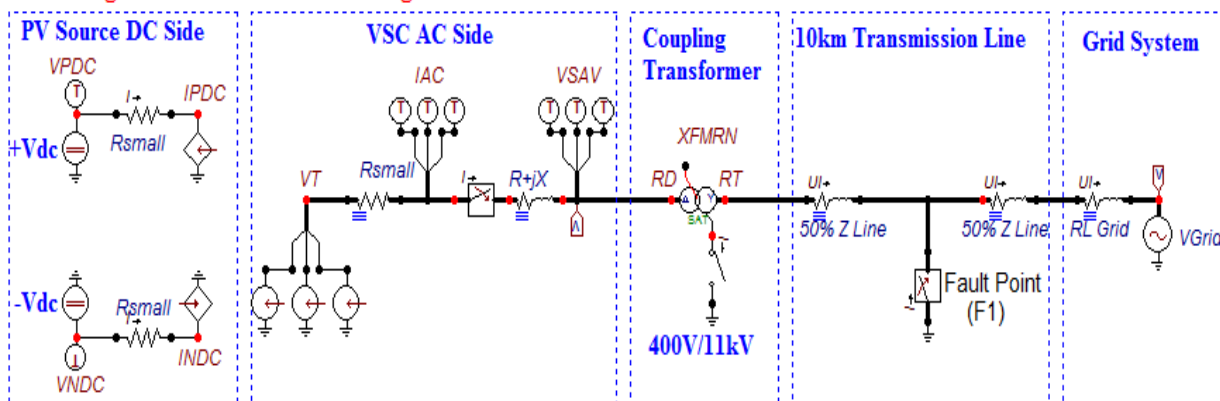 PV Source DC Side
VSC AC Side
Coupling
Transformer
10km Transmission Line
Grid System
VPDC
I
IPDC
+Vdc
Rsmall
IAC
VSAV
T
T T T
T T T
VT
Rsmall
I
R+jX
XFMRN
RD
RT
Y
SAT
UI
50% Z Line
UI
50% Z Line
UI
RL Grid
V
VGrid
A
-Vdc
Rsmall
I
VNDC
INDC
400V/11kV
Fault Point
(F1)